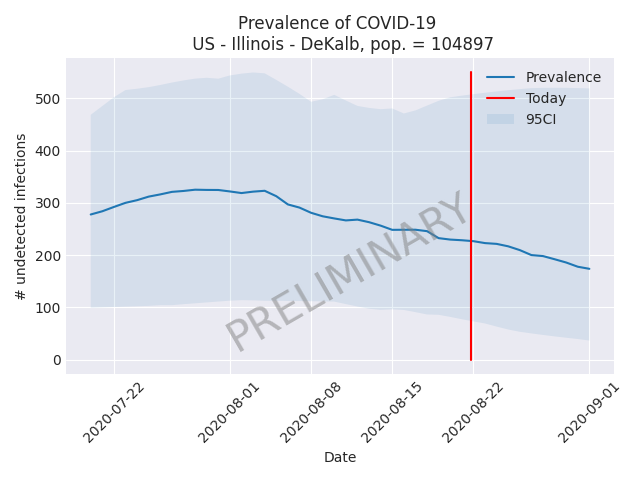 Prevalence of COVID-19
US - Illinois - DeKalb, pop. = 104897
Prevalence
Today
95CI
# undetected infections
500
400
300
200
100
0
PRELIMINARY
2020-07-22
2020-08-01
2020-08-08
2020-08-15
2020-08-22
2020-09-01
Date